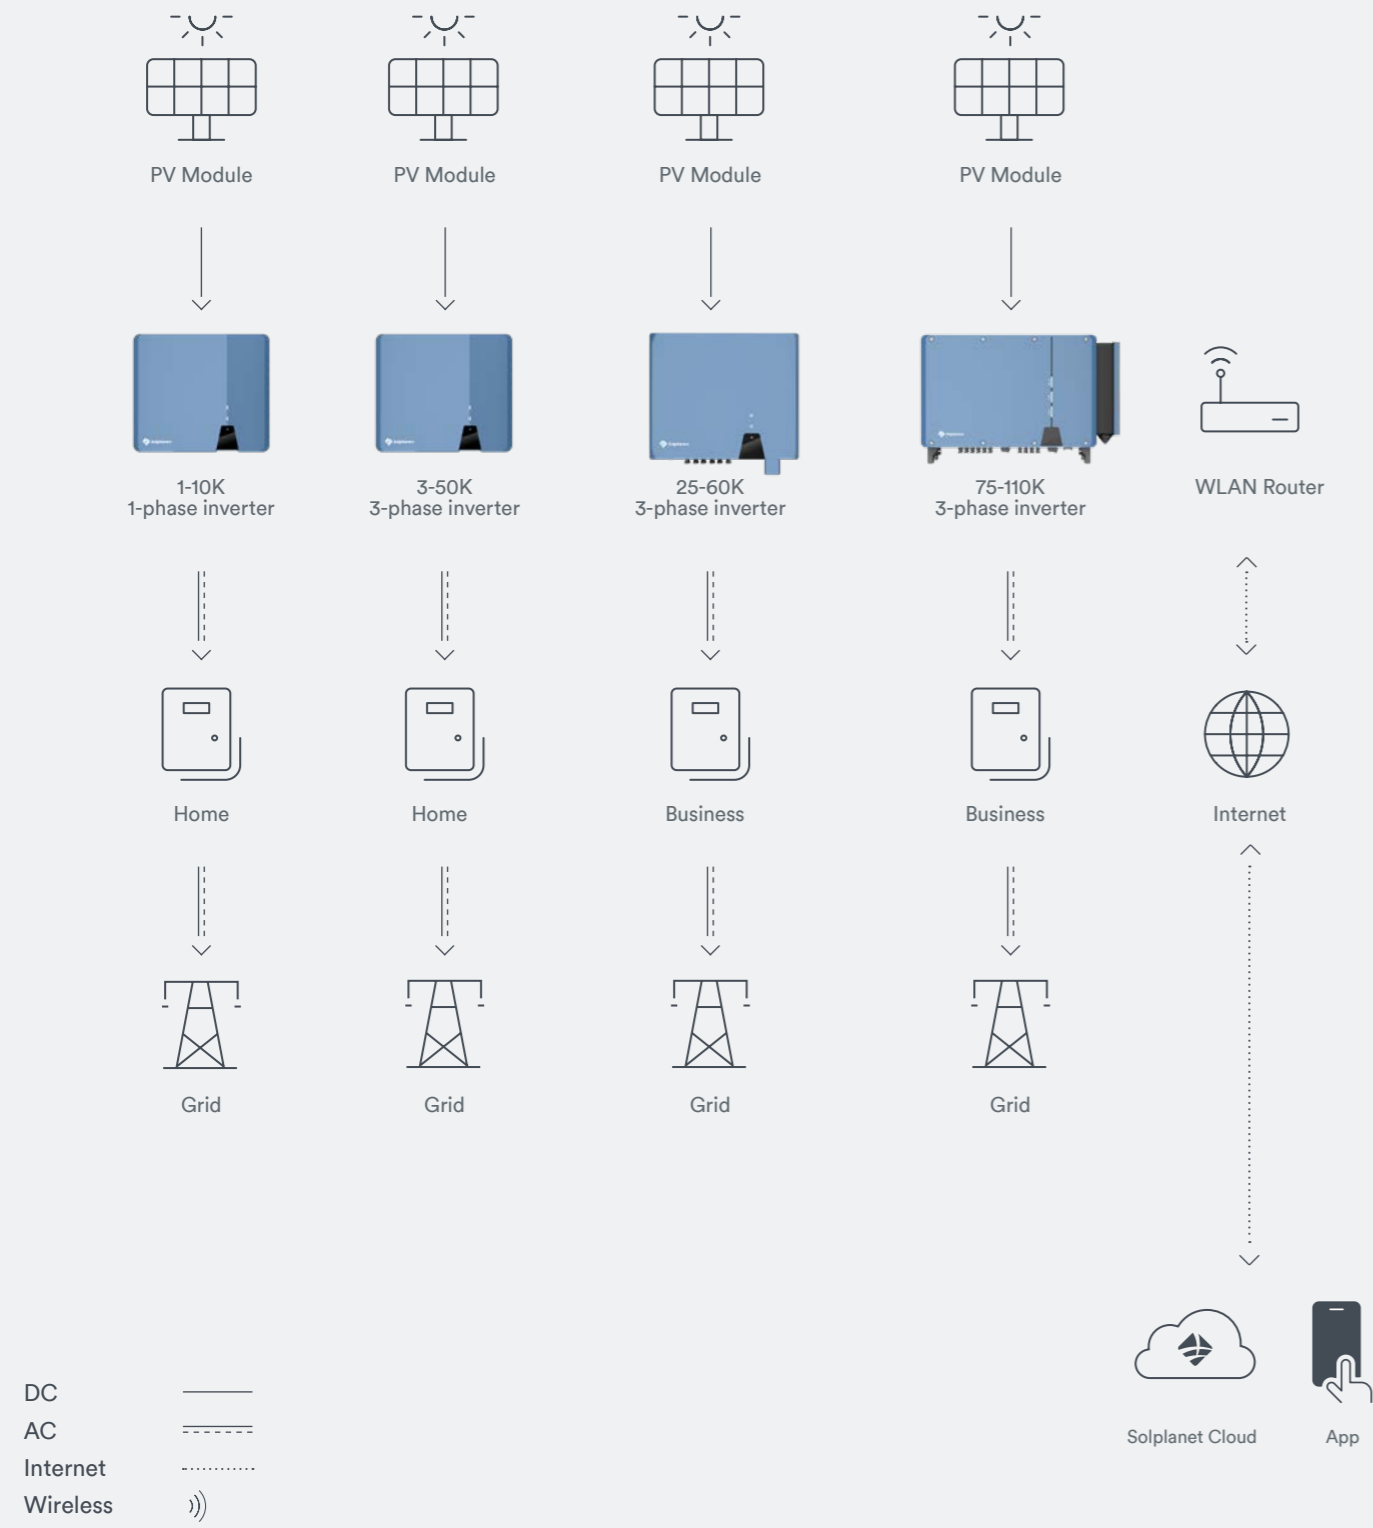 PV Module
PV Module
PV Module
PV Module
1-10K
1-phase inverter
3-50K
3-phase inverter
25-60K
3-phase inverter
75-110K
3-phase inverter
WLAN Router
Home
Home
Business
Business
Internet
Grid
Grid
Grid
Grid
DC
AC
Internet
Wireless
Solplanet Cloud
App